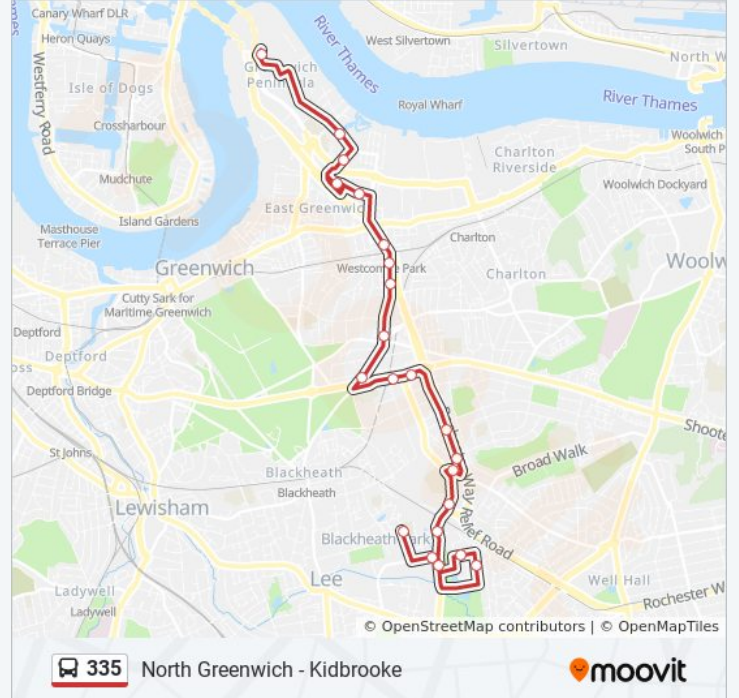 Canary Wharf DLR
Heron Quays
Westferry Road
Isle of Dogs
Crossharbour
Mudchute
Island Gardens
Masthouse
Terrace Pier
River Thames
West Silvertown
Silvertown
North W
Royal Wharf
River Thames
Woolwich
South P
Charlton
Riverside
Woolwich Dockyard
East Greenwic
Charlton
Greenwich
Westcombe Park
Charlton
Woolw
Cutty Sark for
Maritime Greenwich
Deptford
Deptford
oss
Deptford Bridge
St Johns
Lewisham
Blackheath
Blackheath
Broad Walk
Shoote
Way Relief Road
Blackheath Park
Lee
Ladywell
Ladywell
Well Hall
Rochester W
© OpenStreetMap contributors | © OpenMapTiles
335 North Greenwich - Kidbrooke
moovit